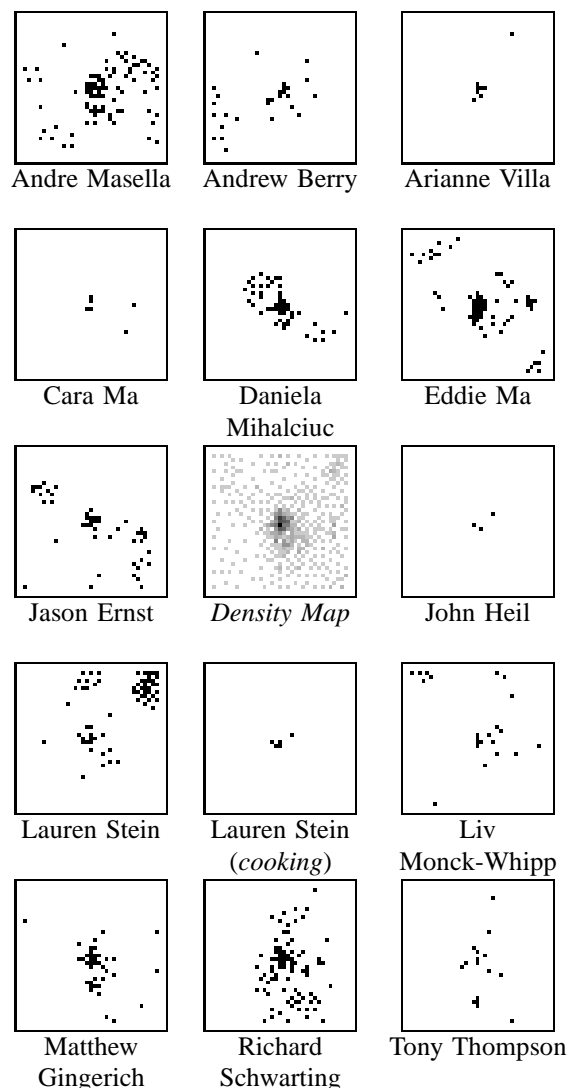 Andre Masella
Andrew Berry
Arianne Villa
Cara Ma
Daniela
Mihalciuc
Eddie Ma
Jason Ernst
Density Map
John Heil
Lauren Stein
Lauren Stein
(cooking)
Liv
Monck-Whipp
Matthew
Gingerich
Richard
Schwarting
Tony Thompson